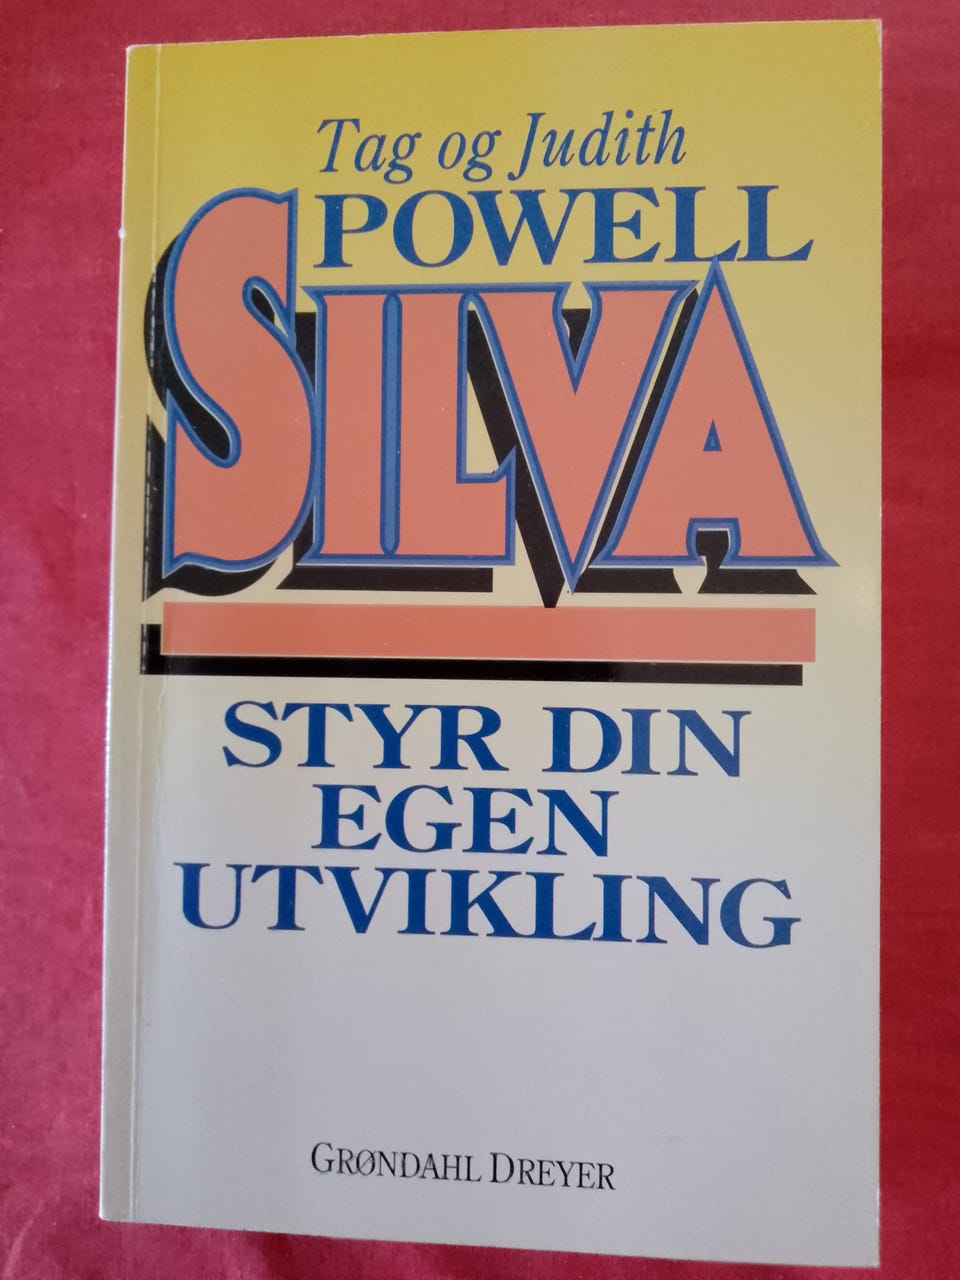 Tag og Judith
POWELL
SILVA
STYR DIN
EGEN
UTVIKLING
GRØNDAHL DREYER